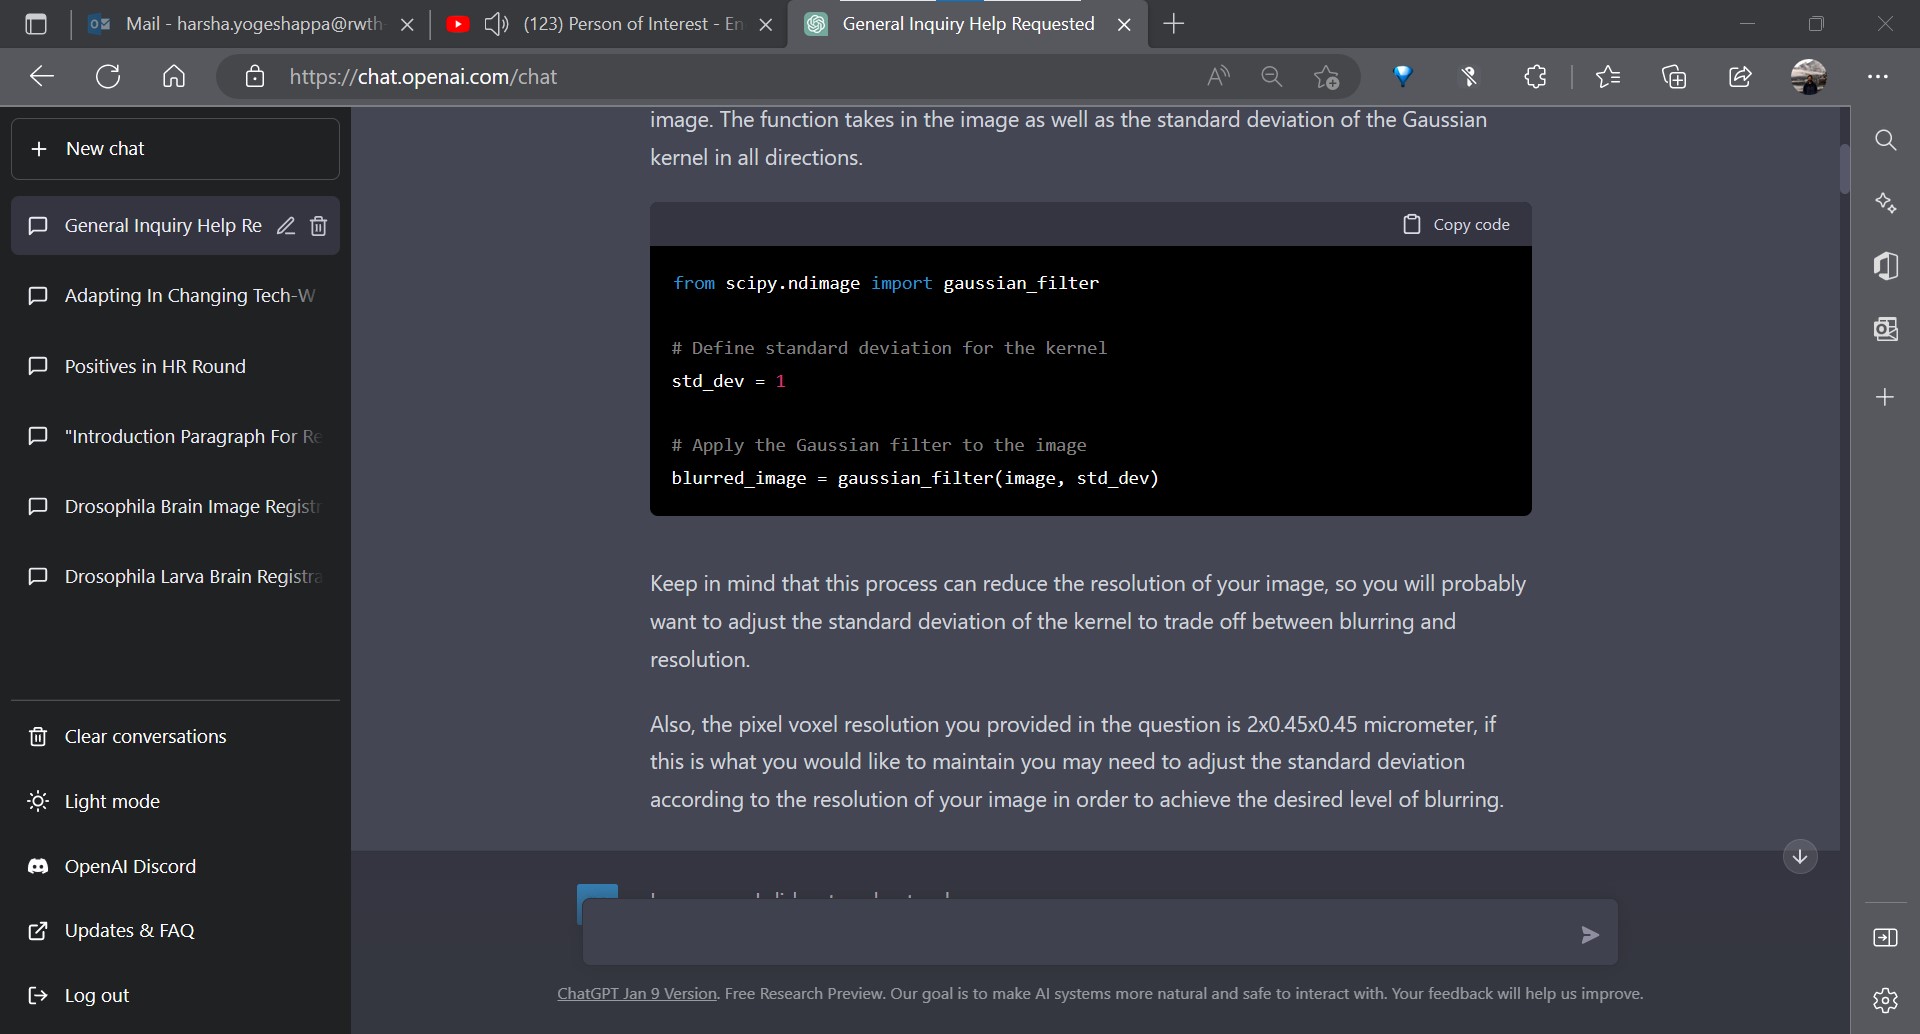 Mail - harsha.yogeshappa@rwth-
(123) Person of Interest - En
General Inquiry Help Requested
https://chat.openai.com/chat
New chat
General Inquiry Help Re
Adapting In Changing Tech-W
Positives in HR Round
"Introduction Paragraph For Re
Drosophila Brain Image Registr
Drosophila Larva Brain Registra
Clear conversations
Light mode
OpenAI Discord
Updates & FAQ
Log out
image. The function takes in the image as well as the standard deviation of the Gaussian
kernel in all directions.
Copy code
from scipy.ndimage import gaussian_filter
# Define standard deviation for the kernel
std_dev = 1
# Apply the Gaussian filter to the image
blurred_image = gaussian_filter(image, std_dev)
Keep in mind that this process can reduce the resolution of your image, so you will probably
want to adjust the standard deviation of the kernel to trade off between blurring and
resolution.
Also, the pixel voxel resolution you provided in the question is 2x0.45x0.45 micrometer, if
this is what you would like to maintain you may need to adjust the standard deviation
according to the resolution of your image in order to achieve the desired level of blurring.
ChatGPT Jan 9 Version. Free Research Preview. Our goal is to make AI systems more natural and safe to interact with. Your feedback will help us improve.